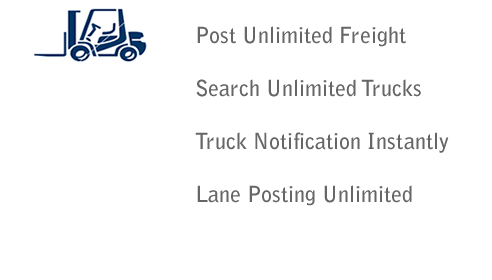 Post Unlimited Freight
Search Unlimited Trucks
Truck Notification Instantly
Lane Posting Unlimited